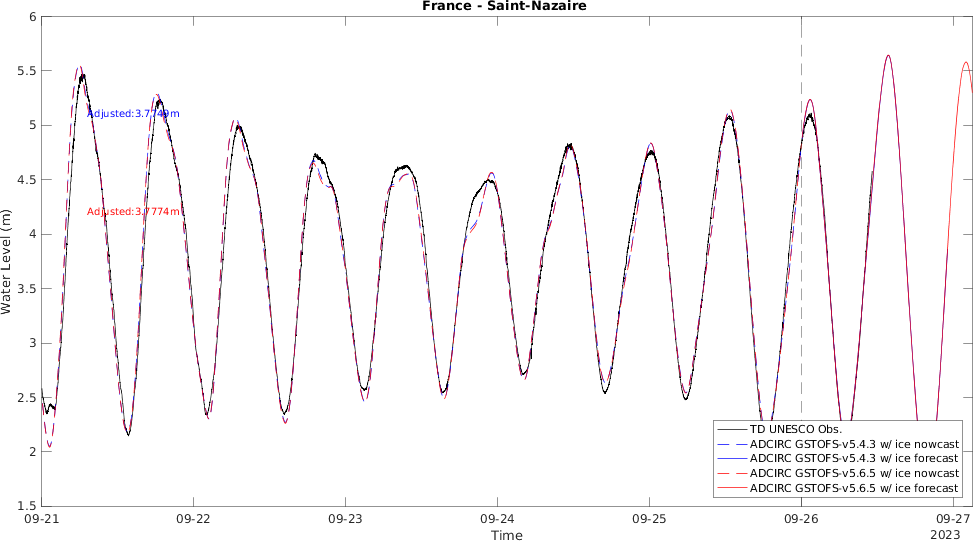 France - Saint-Nazaire
6
5.5
5
4.5
4
3.5
3
2.5
2
1.5
Water Level (m)
Adjusted:3.7749m
Adjusted:3.7774m
TD UNESCO Obs.
ADCIRC GSTOFS-v5.4.3 w/ ice nowcast
ADCIRC GSTOFS-v5.4.3 w/ ice forecast
ADCIRC GSTOFS-v5.6.5 w/ ice nowcast
ADCIRC GSTOFS-v5.6.5 w/ ice forecast
09-21 09-22 09-23 09-24 09-25 09-26 09-27
Time
2023